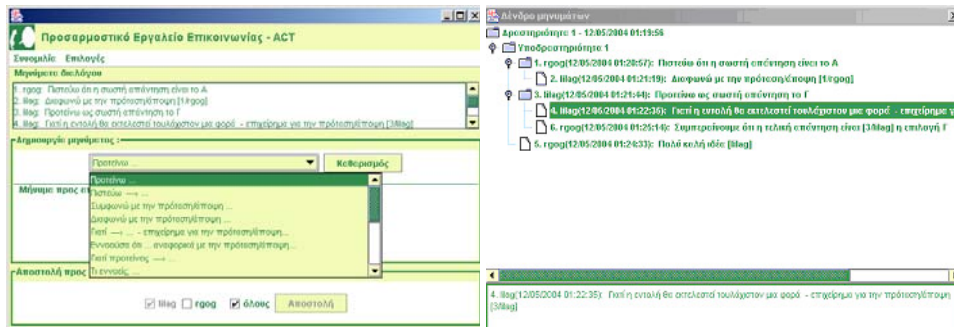 Προσαρμοστικό Εργαλείο Επικοινωνίας - ACT
Συνομιλία Επιλογές
Μηνύματα διαλόγου
1. rgog: Πιστεύω ότι η σωστή απάντηση είναι το Α
2. lilag: Διαφωνώ με την πρόταση/άποψη [1/rgog]
3. lilag: Προτείνω ως σωστή απάντηση το Γ
4. lilag: Γιατί η εντολή θα εκτελεστεί τουλάχιστον μια φορά - επιχείρημα για την πρόταση/άποψη [3/lilag]
Δημιουργία μηνύματος :
Προτείνω ...
Καθαρισμός
Μήνυμα προς
Προτείνω ...
Πιστεύω —> ...
Συμφωνώ με την πρόταση/άποψη ...
Διαφωνώ με την πρόταση/άποψη ...
Γιατί —> ... - επιχείρημα για την πρόταση/άποψη...
Εννοούσα ότι ... αναφορικά με την πρόταση/άποψη...
Γιατί προτείνεις —> ...
Τι εννοείς, ...
Αποστολή προς
lilag rgog όλους Αποστολή
Δένδρο μηνυμάτων
Δραστηριότητα 1 - 12/05/2004 01:19:56
Υποδραστηριότητα 1
1. rgog(12/05/2004 01:20:57): Πιστεύω ότι η σωστή απάντηση είναι το Α
2. lilag(12/05/2004 01:21:19): Διαφωνώ με την πρόταση/άποψη [1/rgog]
3. lilag(12/05/2004 01:21:44): Προτείνω ως σωστή απάντηση το Γ
4. lilag(12/05/2004 01:22:35): Γιατί η εντολή θα εκτελεστεί τουλάχιστον μια φορά - επιχείρημα γ
6. rgog(12/05/2004 01:25:14): Συμπεραίνουμε ότι η τελική απάντηση είναι [3/lilag] η επιλογή Γ
5. rgog(12/05/2004 01:24:33): Πολύ καλή ιδέα [lilag]
4. lilag(12/05/2004 01:22:35): Γιατί η εντολή θα εκτελεστεί τουλάχιστον μια φορά - επιχείρημα για την πρόταση/άποψη
[3/lilag]